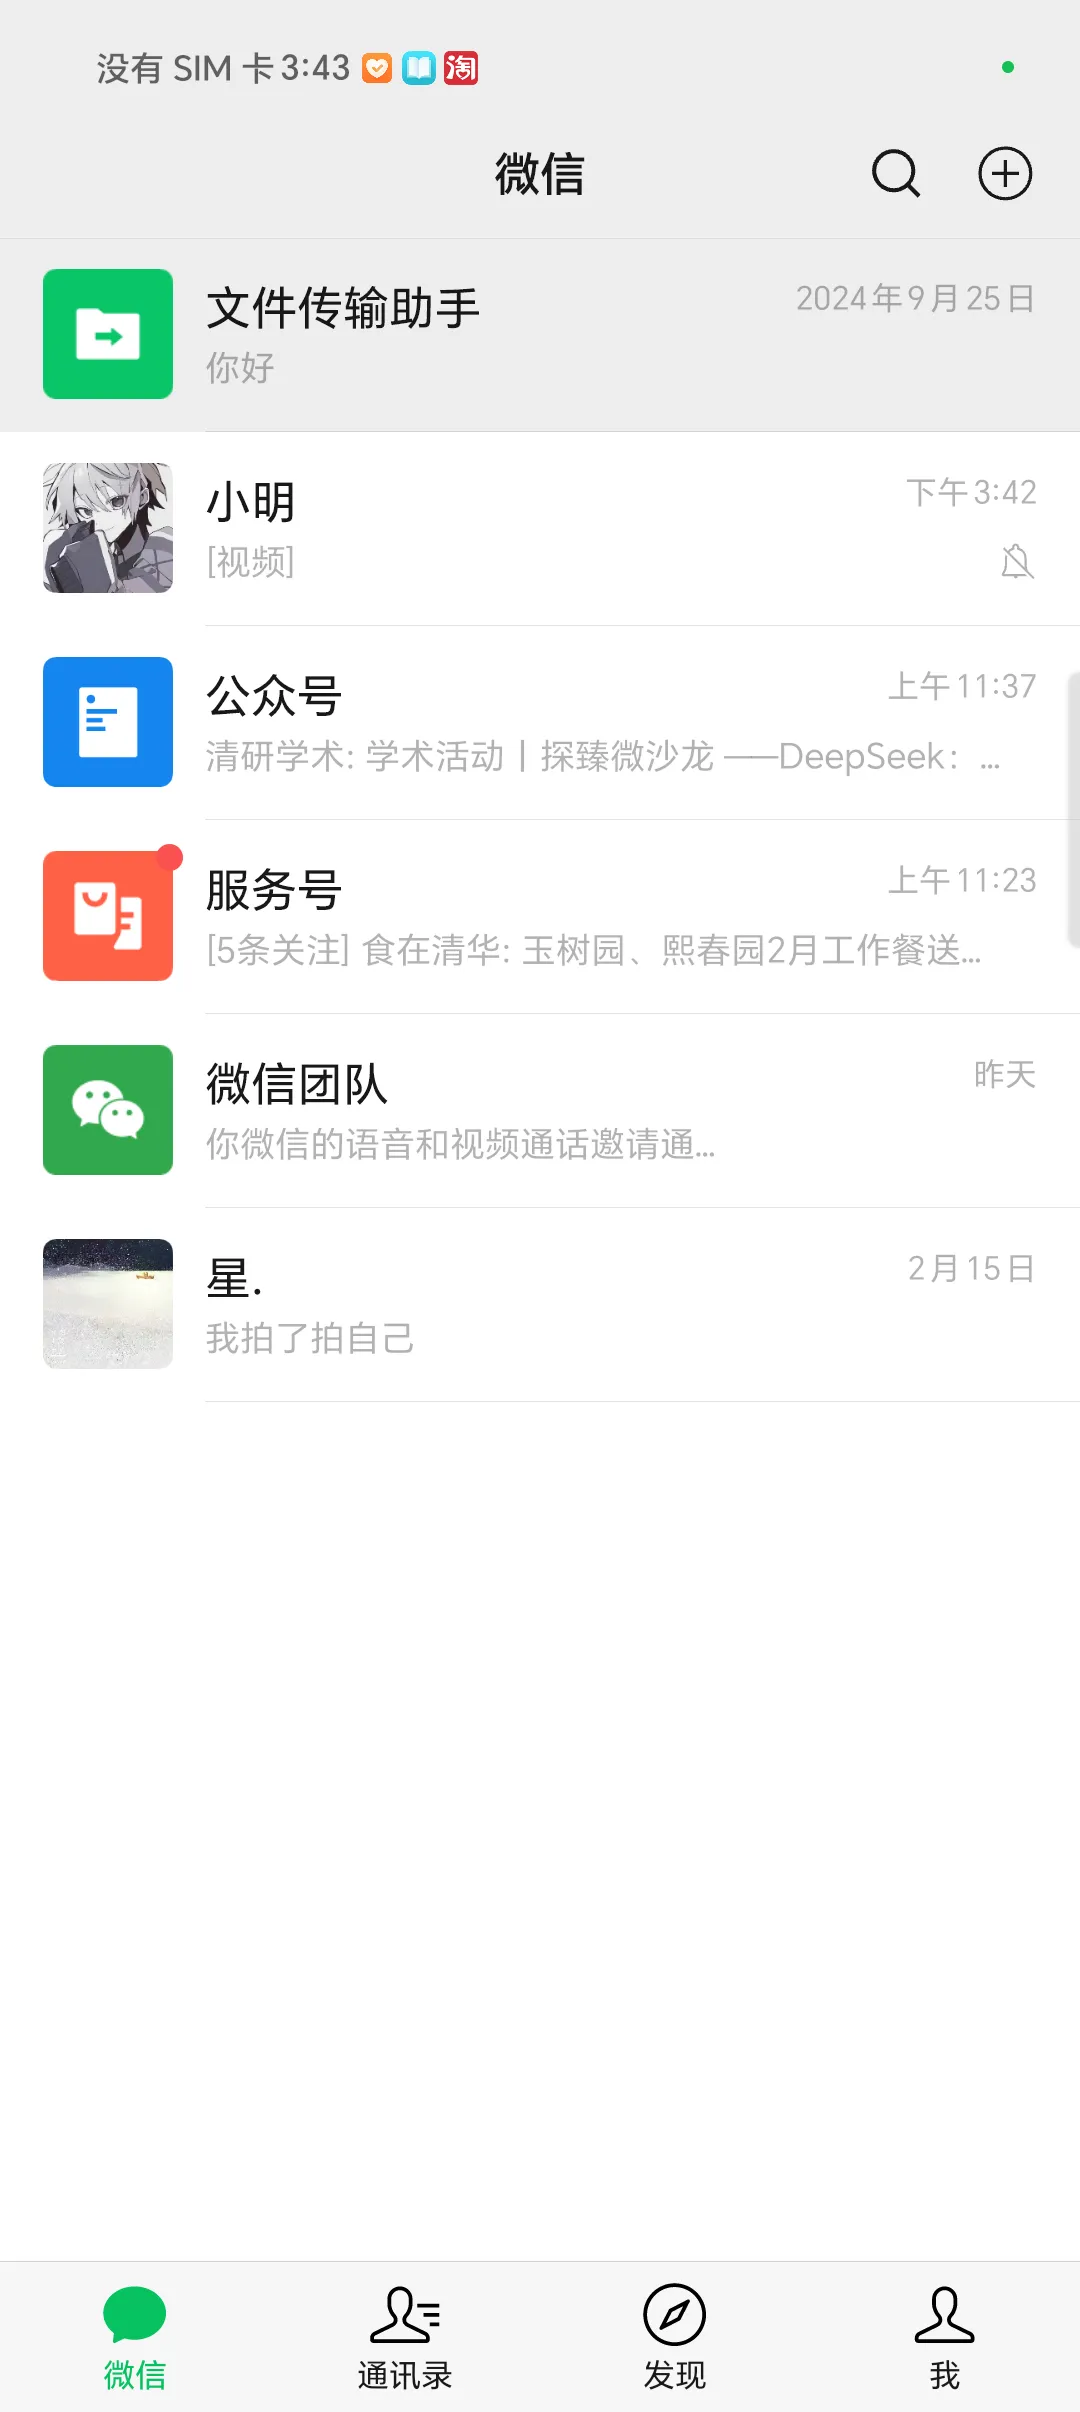 没有 SIM 卡 3:43 淘
微信
文件传输助手 2024年9月25日
你好
小明 下午3:42
[视频]
公众号 上午11:37
清研学术: 学术活动丨探臻微沙龙 ——DeepSeek：...
服务号 上午11:23
[5条关注] 食在清华: 玉树园、熙春园2月工作餐送...
微信团队 昨天
你微信的语音和视频通话邀请通...
星. 2月15日
我拍了拍自己
微信 通讯录 发现 我